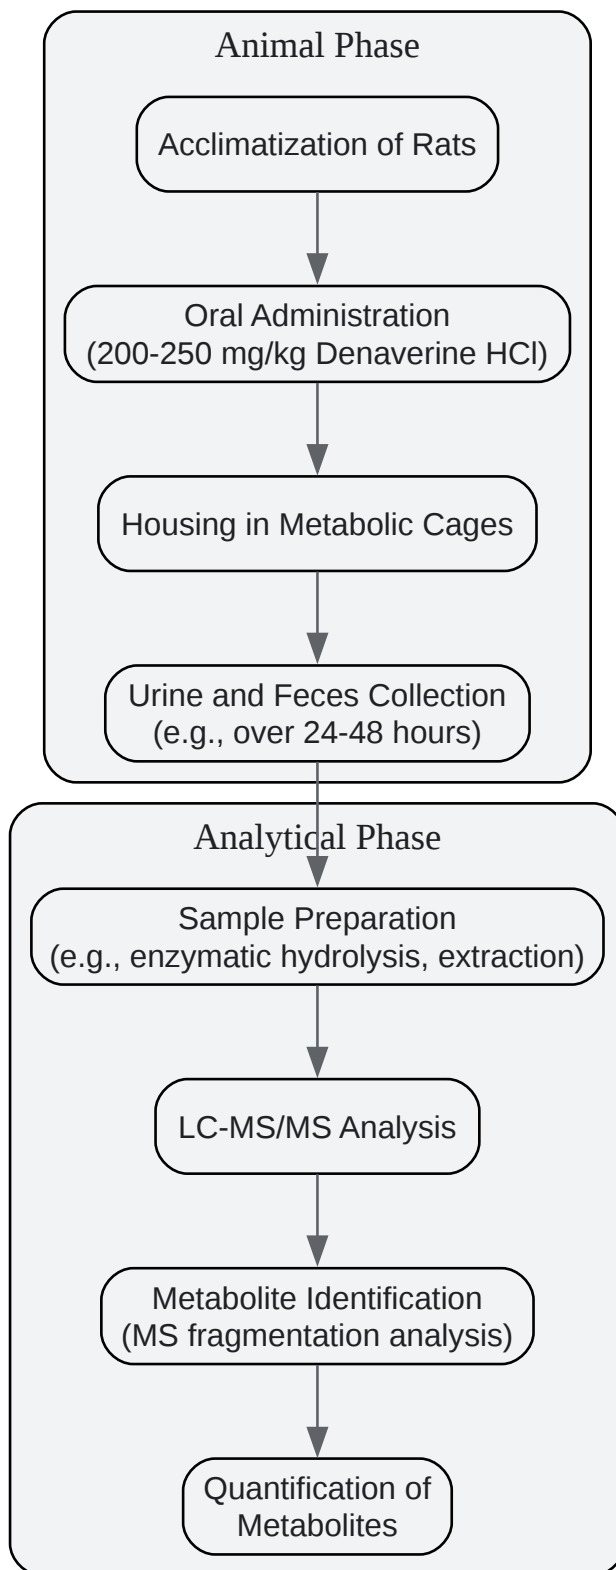 Animal Phase
Acclimatization of Rats
Oral Administration
(200-250 mg/kg Denaverine HCl)
Housing in Metabolic Cages
Urine and Feces Collection
(e.g., over 24-48 hours)
Analytical Phase
Sample Preparation
(e.g., enzymatic hydrolysis, extraction)
LC-MS/MS Analysis
Metabolite Identification
(MS fragmentation analysis)
Quantification of
Metabolites